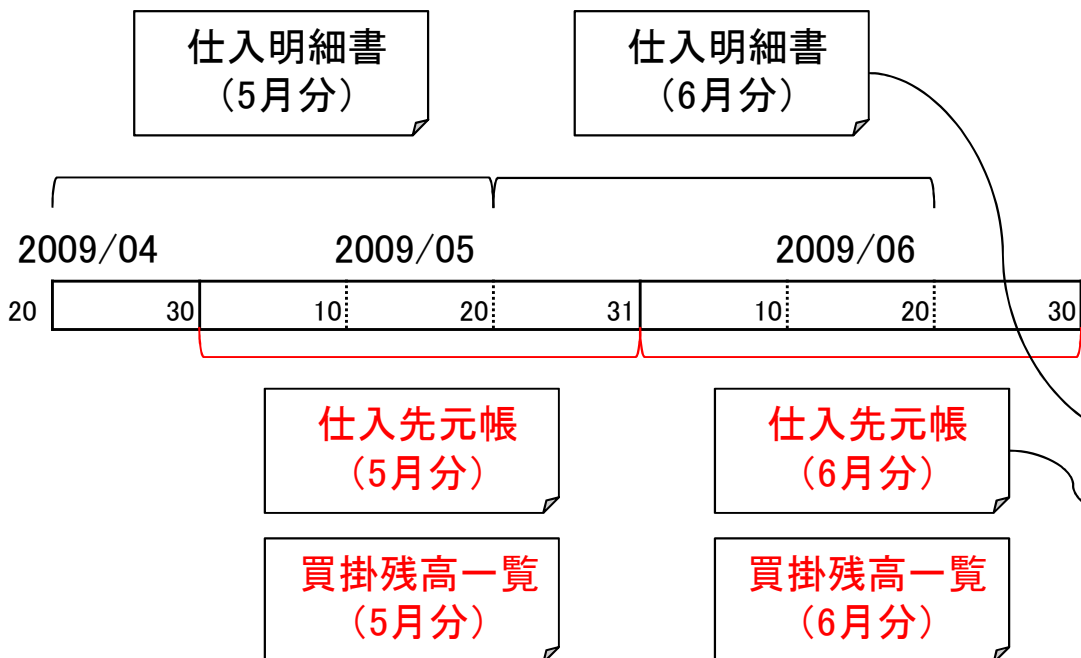 仕入明細書
（5月分）
仕入明細書
（6月分）
2009/04
2009/05
2009/06
20
30
10
20
31
10
20
30
仕入先元帳
（5月分）
仕入先元帳
（6月分）
買掛残高一覧
（5月分）
買掛残高一覧
（6月分）